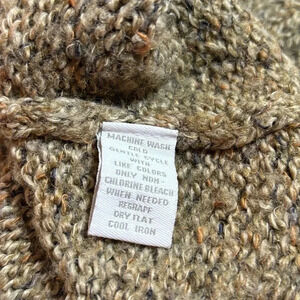 MACHINE WASH
COLD
GENTLE CYCLE
WITH
LIKE COLORS
ONLY NON-
CHLORINE BLEACH
WHEN NEEDED
RESHAPE
DRY FLAT
COOL IRON